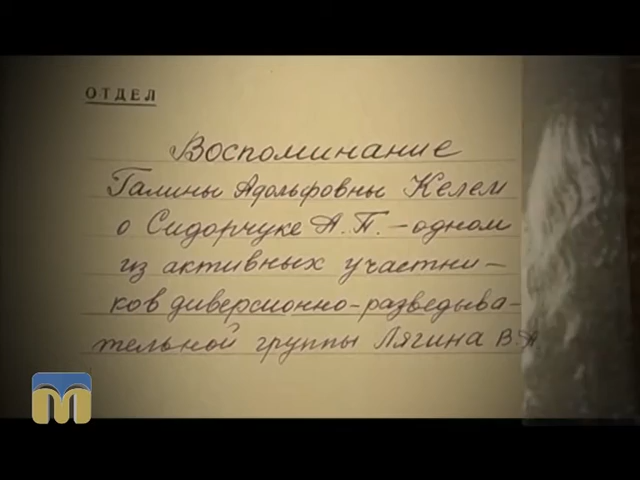 ОТДЕЛ
Воспоминание
Галины Адольфовны Келем
о Сидорчуке А.П. – одном
из активных участни –
ков диверсионно-разведыва –
тельной группы Лягина В.А
М